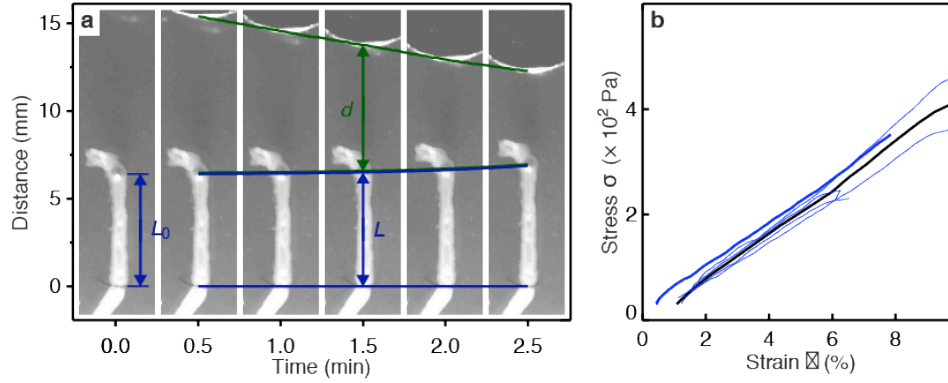 a
Distance (mm)
15
10
5
0
d
L₀
L
0.0 0.5 1.0 1.5 2.0 2.5
Time (min)
b
Stress σ (× 10² Pa)
4
2
0
0 2 4 6 8
Strain ☒ (%)